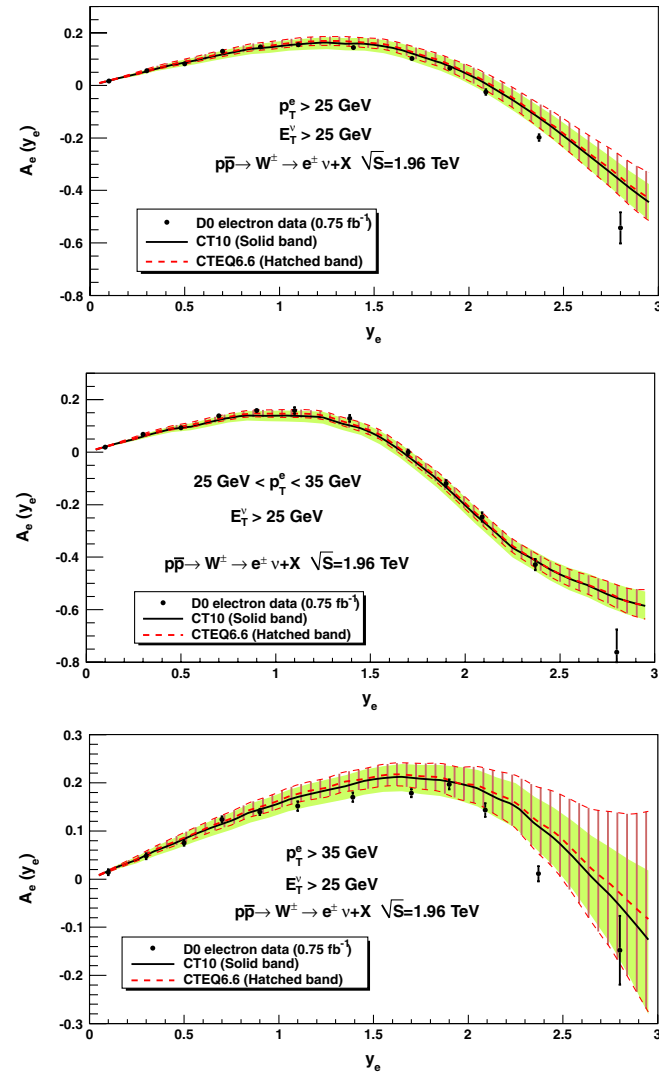 0.2
0
-0.2
-0.4
-0.6
-0.8
A_e (y_e)
p_T^e > 25 GeV
E_T^ν > 25 GeV
pp̅→ W^± → e^± ν+X √S=1.96 TeV
D0 electron data (0.75 fb^-1)
CT10 (Solid band)
CTEQ6.6 (Hatched band)
0 0.5 1 1.5 2 2.5 3
y_e
0.2
0
-0.2
-0.4
-0.6
-0.8
A_e (y_e)
25 GeV < p_T^e < 35 GeV
E_T^ν > 25 GeV
pp̅→ W^± → e^± ν+X √S=1.96 TeV
D0 electron data (0.75 fb^-1)
CT10 (Solid band)
CTEQ6.6 (Hatched band)
0 0.5 1 1.5 2 2.5 3
y_e
0.3
0.2
0.1
0
-0.1
-0.2
-0.3
A_e (y_e)
p_T^e > 35 GeV
E_T^ν > 25 GeV
pp̅→ W^± → e^± ν+X √S=1.96 TeV
D0 electron data (0.75 fb^-1)
CT10 (Solid band)
CTEQ6.6 (Hatched band)
0 0.5 1 1.5 2 2.5 3
y_e